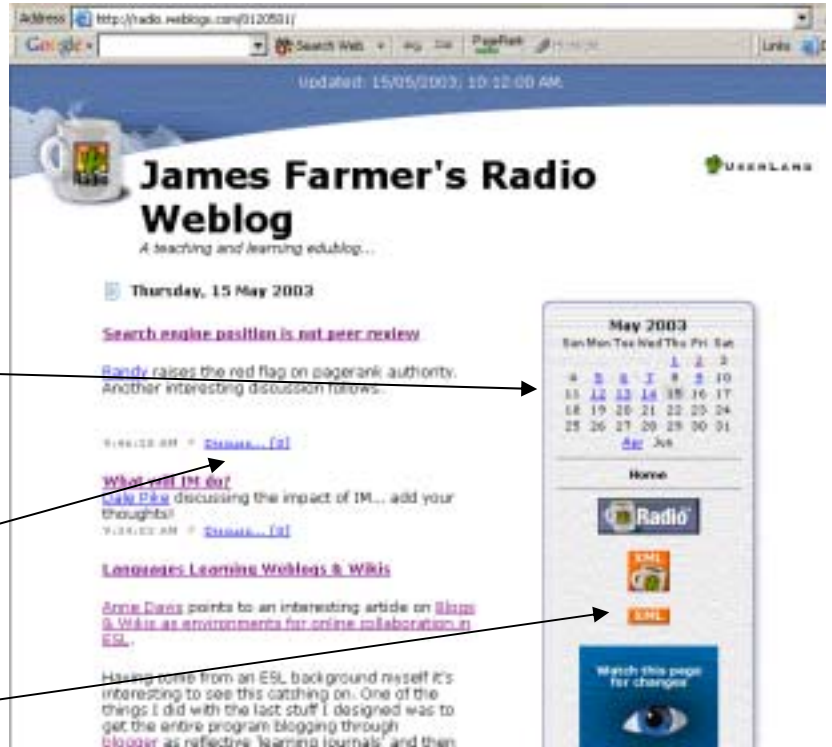 Address http://radio.weblogs.com/0120501/
Google Search Web PageRank Links
Updated: 15/05/2003; 10:12:00 AM.
Radio
James Farmer's Radio
Weblog
USERLAND
A teaching and learning edublog...
Thursday, 15 May 2003
Search engine position is not peer review
Randy raises the red flag on pagerank authority.
Another interesting discussion follows.
AM Discuss... [0]
What will IM do?
Dale Pike discussing the impact of IM... add your
thoughts!
AM Discuss... [0]
Languages Learning Weblogs & Wikis
Anne Davis points to an interesting article on Blogs
& Wikis as environments for online collaboration in
ESL.
Having come from an ESL background myself it's
interesting to see this catching on. One of the
things I did with the last stuff I designed was to
get the entire program blogging through
blogger as reflective 'learning journals' and then
May 2003
Sun Mon Tue Wed Thu Fri Sat
1 2 3
4 5 6 7 8 9 10
11 12 13 14 15 16 17
18 19 20 21 22 23 24
25 26 27 28 29 30 31
Apr Jun
Home
Radio
XML
XML
Watch this page
for changes